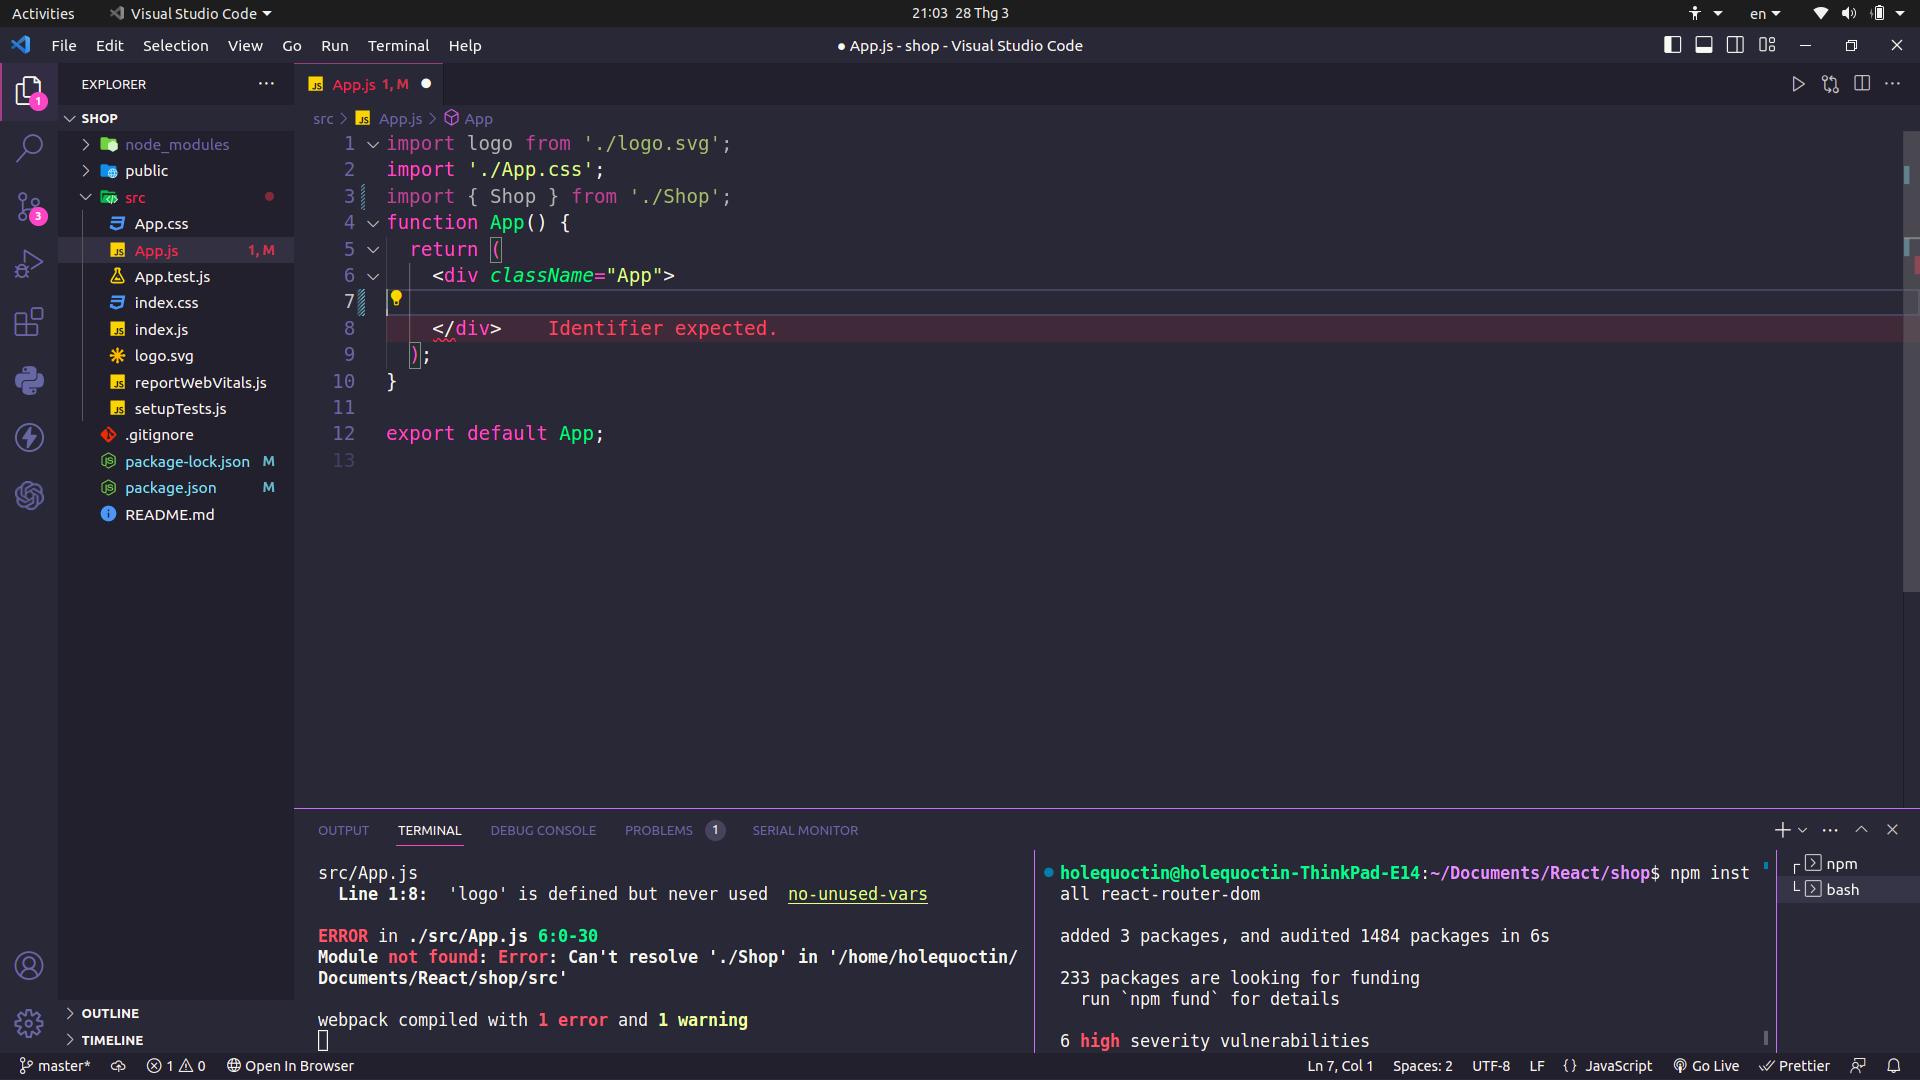 Activities
Visual Studio Code
21:03 28 Thg 3
en
File Edit Selection View Go Run Terminal Help
● App.js - shop - Visual Studio Code
1
3
EXPLORER
SHOP
node_modules
public
src
App.css
App.js 1, M
App.test.js
index.css
index.js
logo.svg
reportWebVitals.js
setupTests.js
.gitignore
package-lock.json M
package.json M
README.md
OUTLINE
TIMELINE
App.js 1, M
src > App.js > App
1 import logo from './logo.svg';
2 import './App.css';
3 import { Shop } from './Shop';
4 function App() {
5 return (
6 <div className="App">
7
8 </div> Identifier expected.
9 );
10 }
11
12 export default App;
13
OUTPUT TERMINAL DEBUG CONSOLE PROBLEMS 1 SERIAL MONITOR
src/App.js
Line 1:8: 'logo' is defined but never used no-unused-vars
ERROR in ./src/App.js 6:0-30
Module not found: Error: Can't resolve './Shop' in '/home/holequoctin/
Documents/React/shop/src'
webpack compiled with 1 error and 1 warning
holequoctin@holequoctin-ThinkPad-E14:~/Documents/React/shop$ npm inst
all react-router-dom
added 3 packages, and audited 1484 packages in 6s
233 packages are looking for funding
run `npm fund` for details
6 high severity vulnerabilities
npm
bash
master* 1 0 Open In Browser
Ln 7, Col 1 Spaces: 2 UTF-8 LF {} JavaScript Go Live Prettier